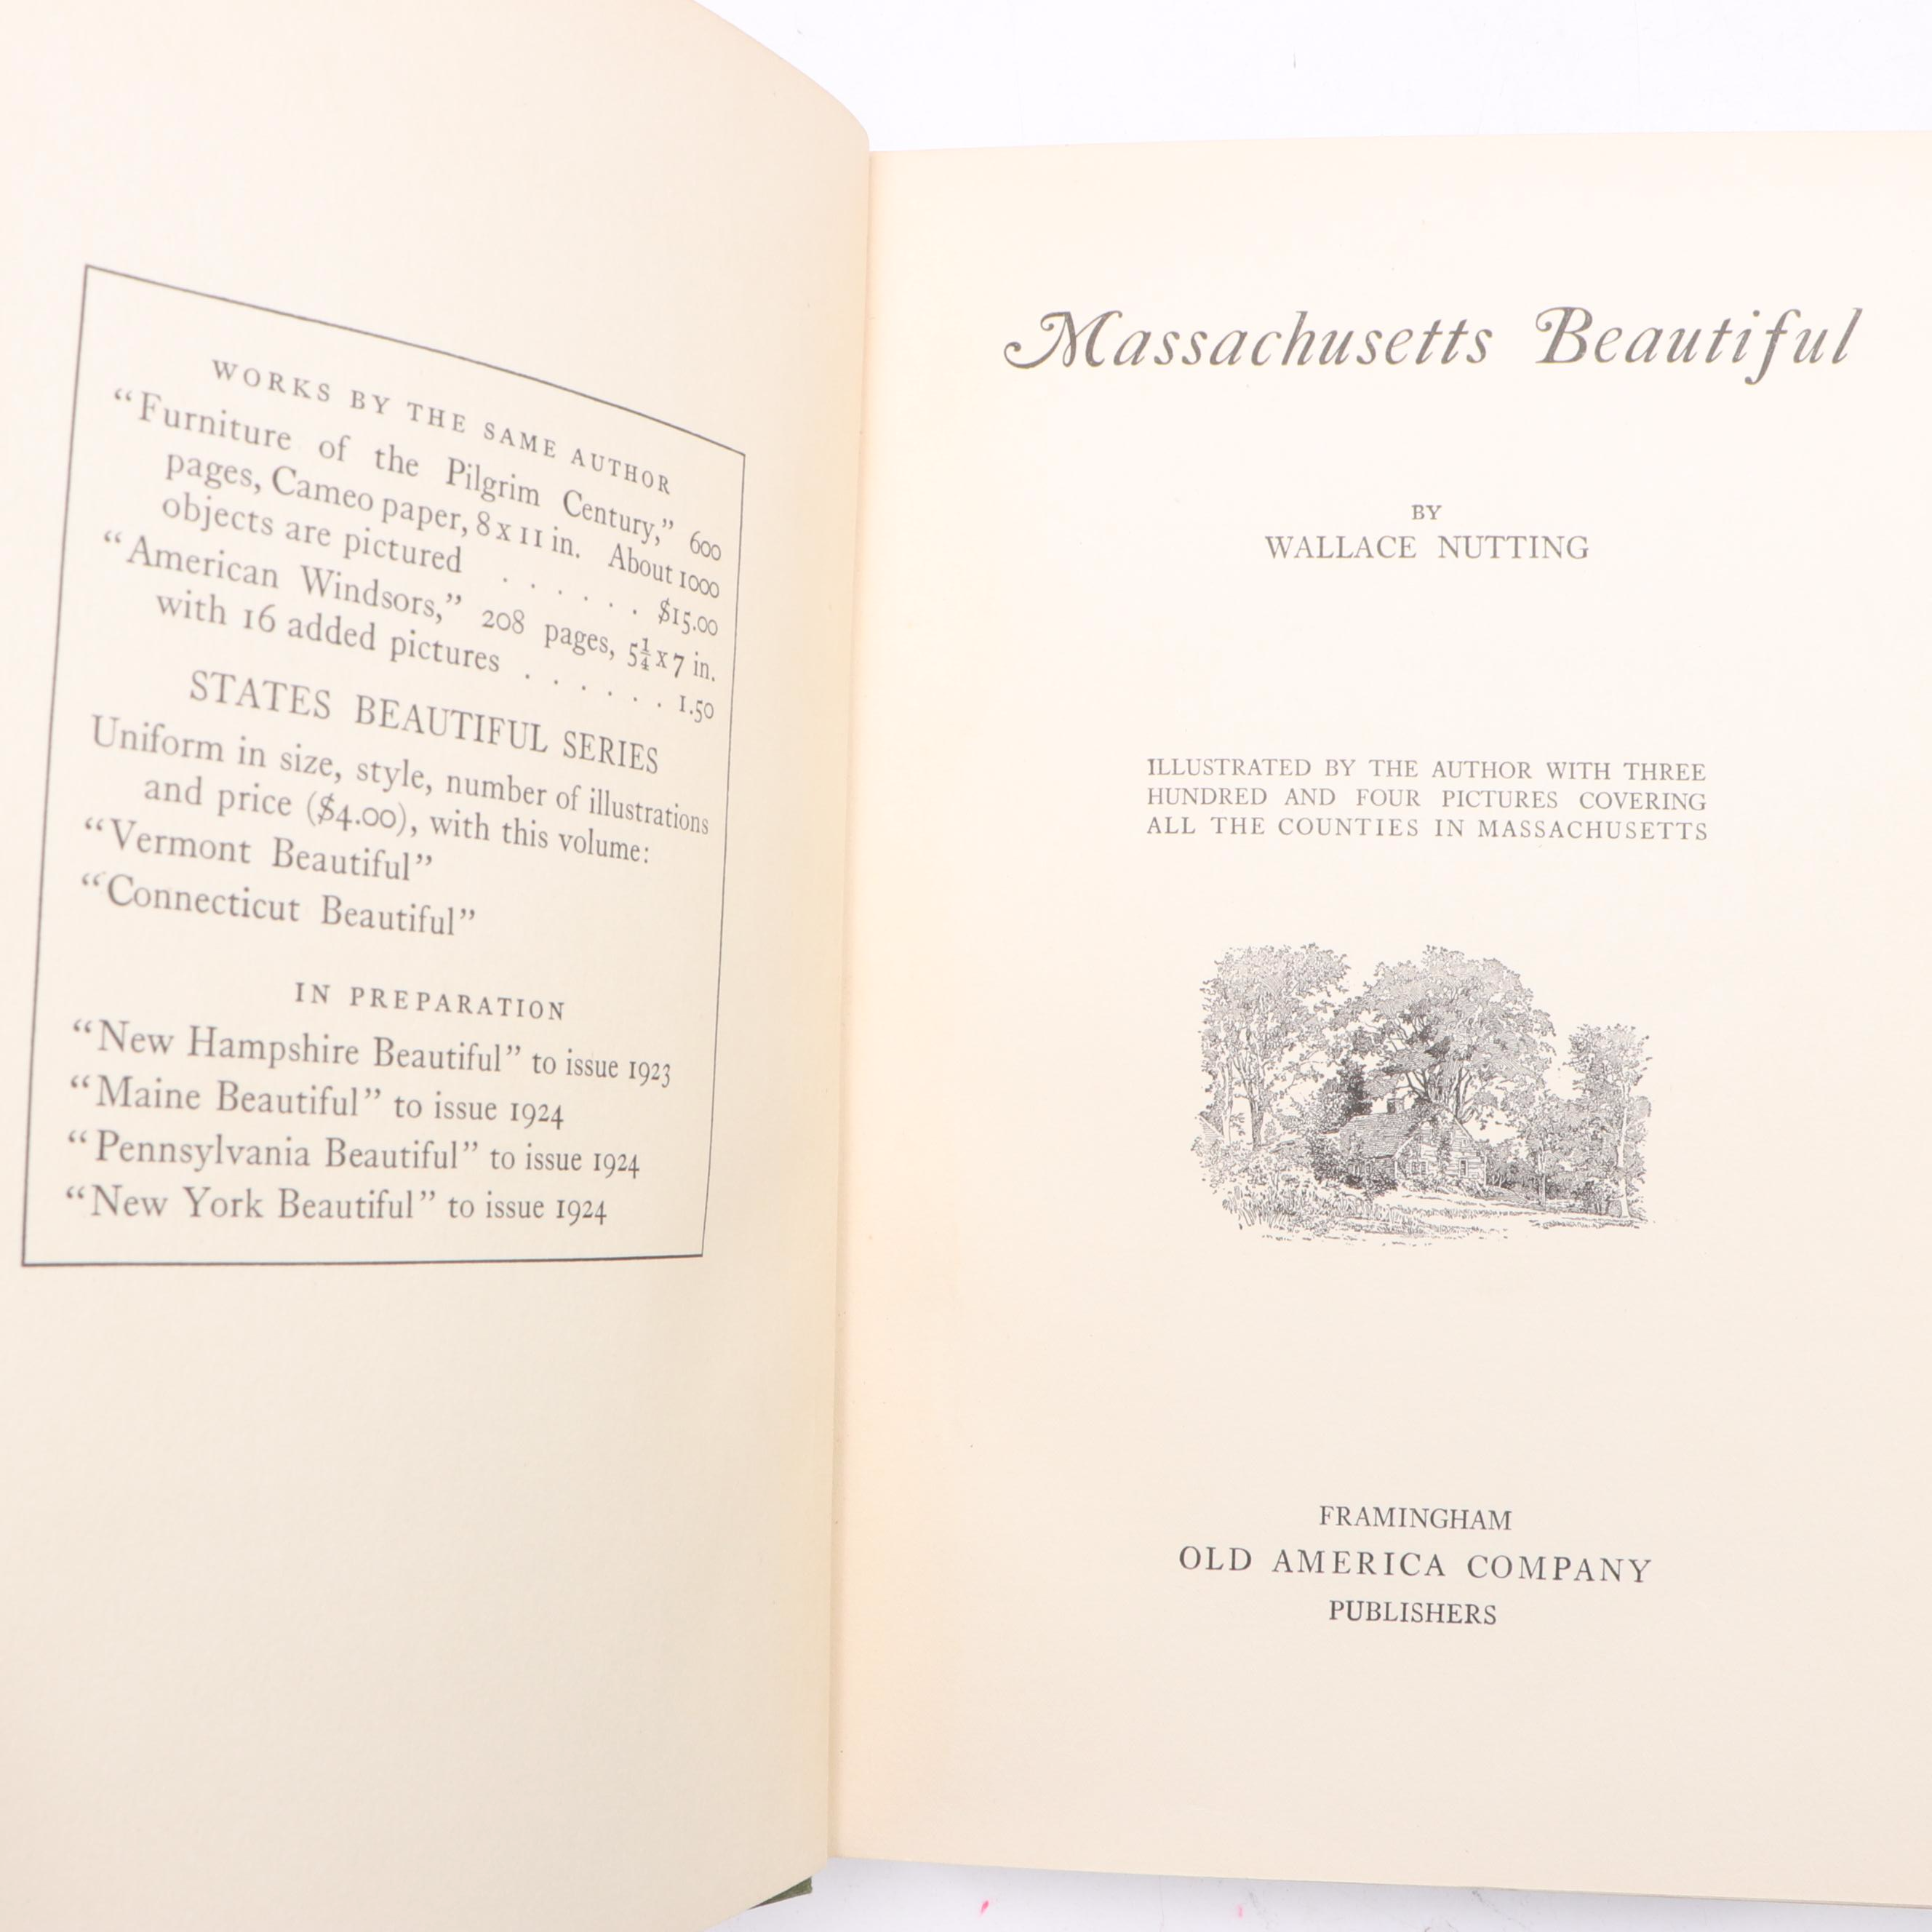 WORKS BY THE SAME AUTHOR
“Furniture of the Pilgrim Century,” 600
pages, Cameo paper, 8 x 11 in. About 1000
objects are pictured . . . . . . $15.00
“American Windsors,” 208 pages, 5¼ x 7 in.
with 16 added pictures . . . . . . 1.50
STATES BEAUTIFUL SERIES
Uniform in size, style, number of illustrations
and price ($4.00), with this volume:
“Vermont Beautiful”
“Connecticut Beautiful”
IN PREPARATION
“New Hampshire Beautiful” to issue 1923
“Maine Beautiful” to issue 1924
“Pennsylvania Beautiful” to issue 1924
“New York Beautiful” to issue 1924
Massachusetts Beautiful
BY
WALLACE NUTTING
ILLUSTRATED BY THE AUTHOR WITH THREE
HUNDRED AND FOUR PICTURES COVERING
ALL THE COUNTIES IN MASSACHUSETTS
FRAMINGHAM
OLD AMERICA COMPANY
PUBLISHERS